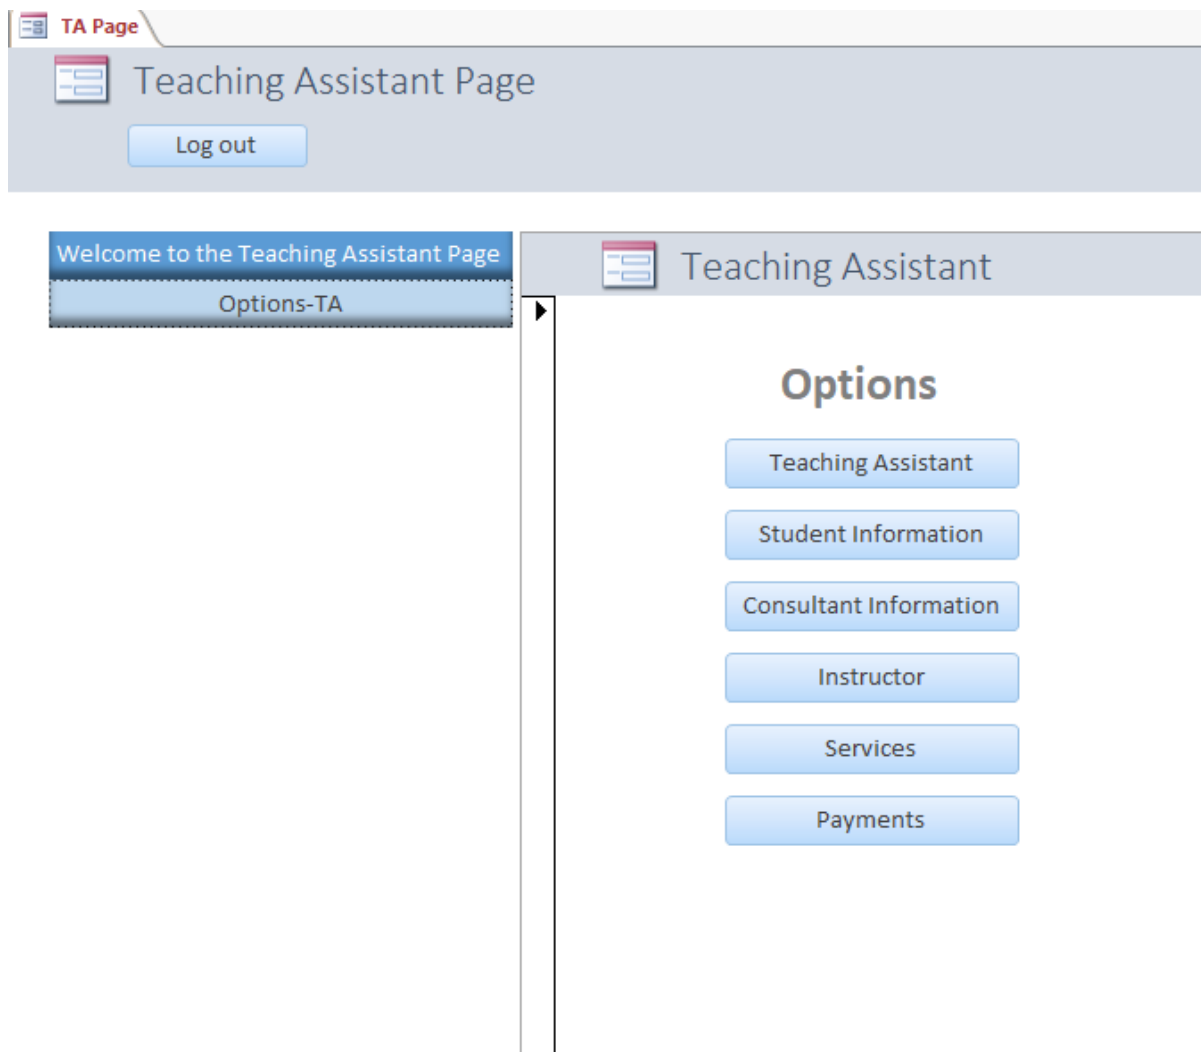 TA Page
Teaching Assistant Page
Log out
Welcome to the Teaching Assistant Page
Options-TA
Teaching Assistant
Options
Teaching Assistant
Student Information
Consultant Information
Instructor
Services
Payments